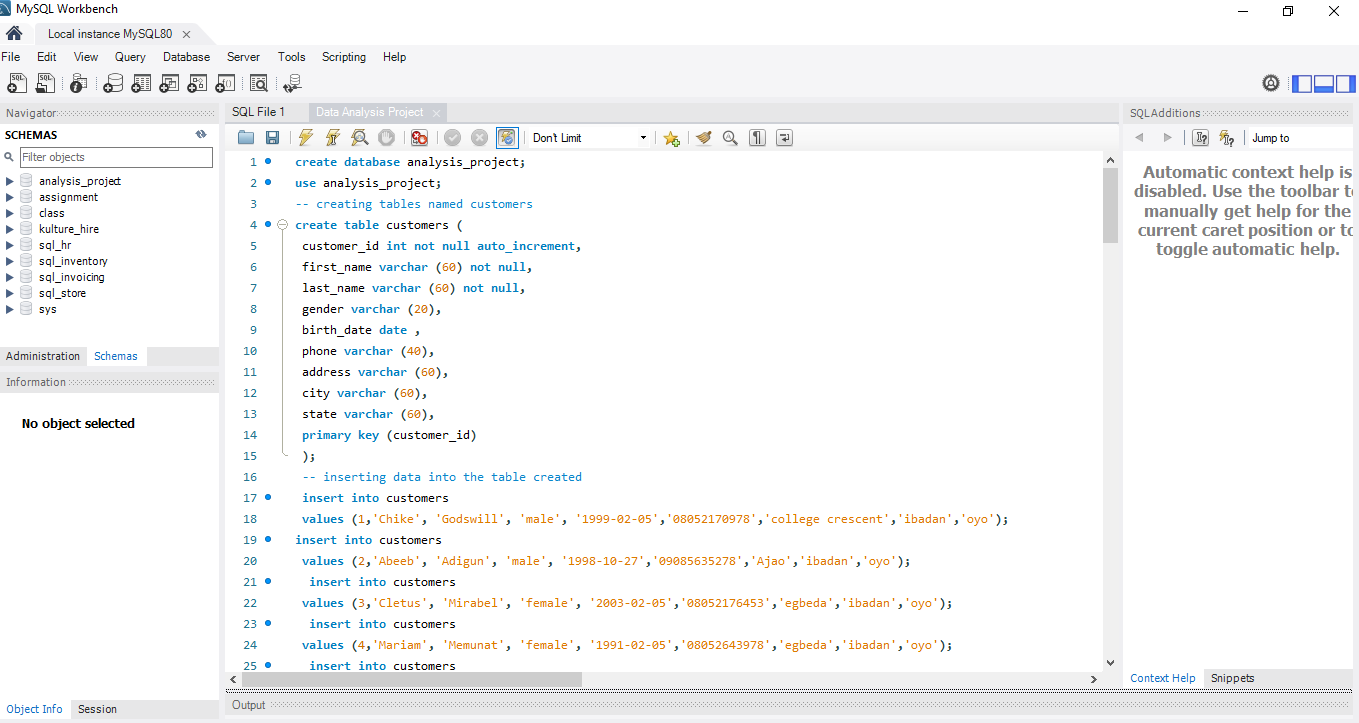 MySQL Workbench
Local instance MySQL80
File Edit View Query Database Server Tools Scripting Help
Navigator
SCHEMAS
Filter objects
analysis_project
assignment
class
kulture_hire
sql_hr
sql_inventory
sql_invoicing
sql_store
sys
Administration Schemas
Information
No object selected
Object Info Session
SQL File 1 Data Analysis Project
Don't Limit
1 create database analysis_project;
2 use analysis_project;
3 -- creating tables named customers
4 create table customers (
5 customer_id int not null auto_increment,
6 first_name varchar (60) not null,
7 last_name varchar (60) not null,
8 gender varchar (20),
9 birth_date date ,
10 phone varchar (40),
11 address varchar (60),
12 city varchar (60),
13 state varchar (60),
14 primary key (customer_id)
15 );
16 -- inserting data into the table created
17 insert into customers
18 values (1,'Chike', 'Godswill', 'male', '1999-02-05','08052170978','college crescent','ibadan','oyo');
19 insert into customers
20 values (2,'Abeeb', 'Adigun', 'male', '1998-10-27','09085635278','Ajao','ibadan','oyo');
21 insert into customers
22 values (3,'Cletus', 'Mirabel', 'female', '2003-02-05','08052176453','egbeda','ibadan','oyo');
23 insert into customers
24 values (4,'Mariam', 'Memunat', 'female', '1991-02-05','08052643978','egbeda','ibadan','oyo');
25 insert into customers
Output
SQLAdditions
Jump to
Automatic context help is
disabled. Use the toolbar t
manually get help for the
current caret position or to
toggle automatic help.
Context Help Snippets